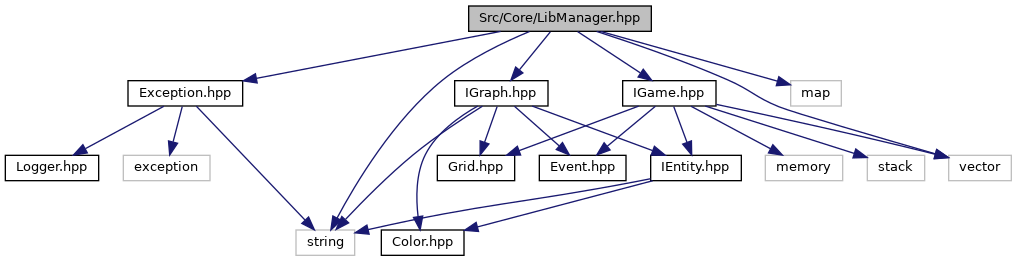 Src/Core/LibManager.hpp
Exception.hpp
IGraph.hpp
IGame.hpp
map
Logger.hpp
exception
Grid.hpp
Event.hpp
IEntity.hpp
memory
stack
vector
string
Color.hpp